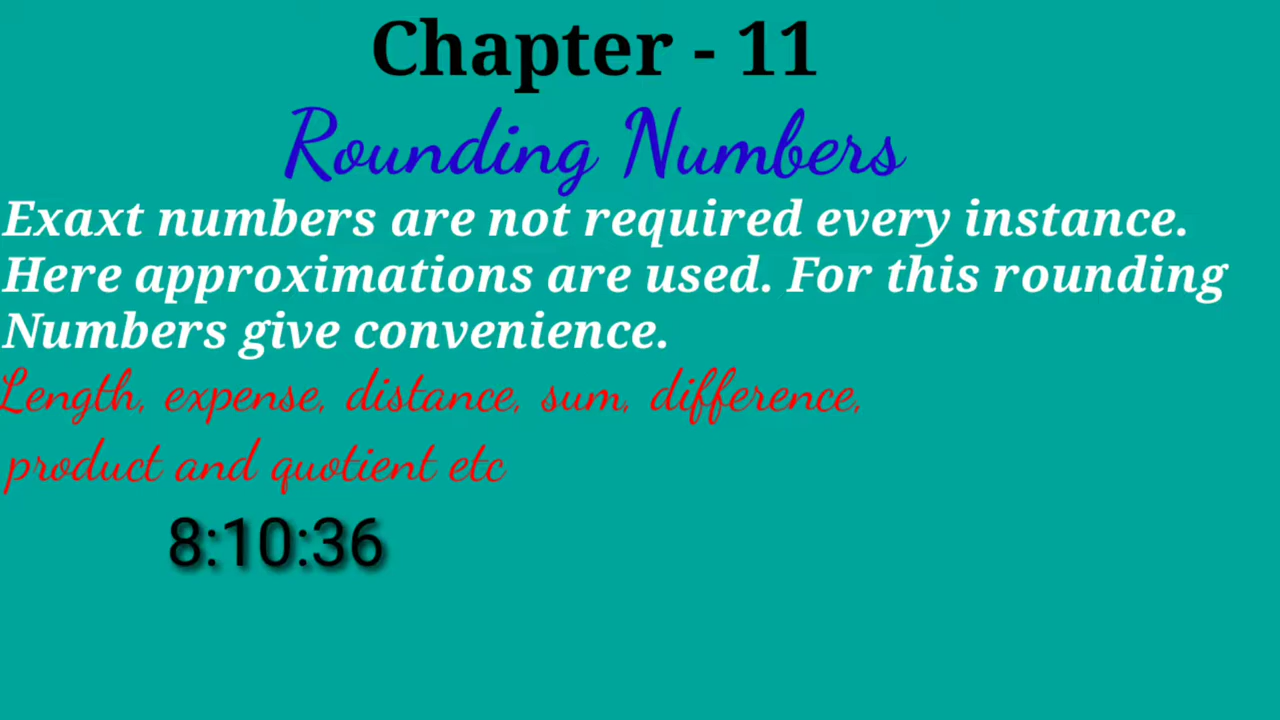 Chapter - 11
Rounding Numbers
Exaxt numbers are not required every instance.
Here approximations are used. For this rounding
Numbers give convenience.
Length, expense, distance, sum, difference,
product and quotient etc
8:10:36